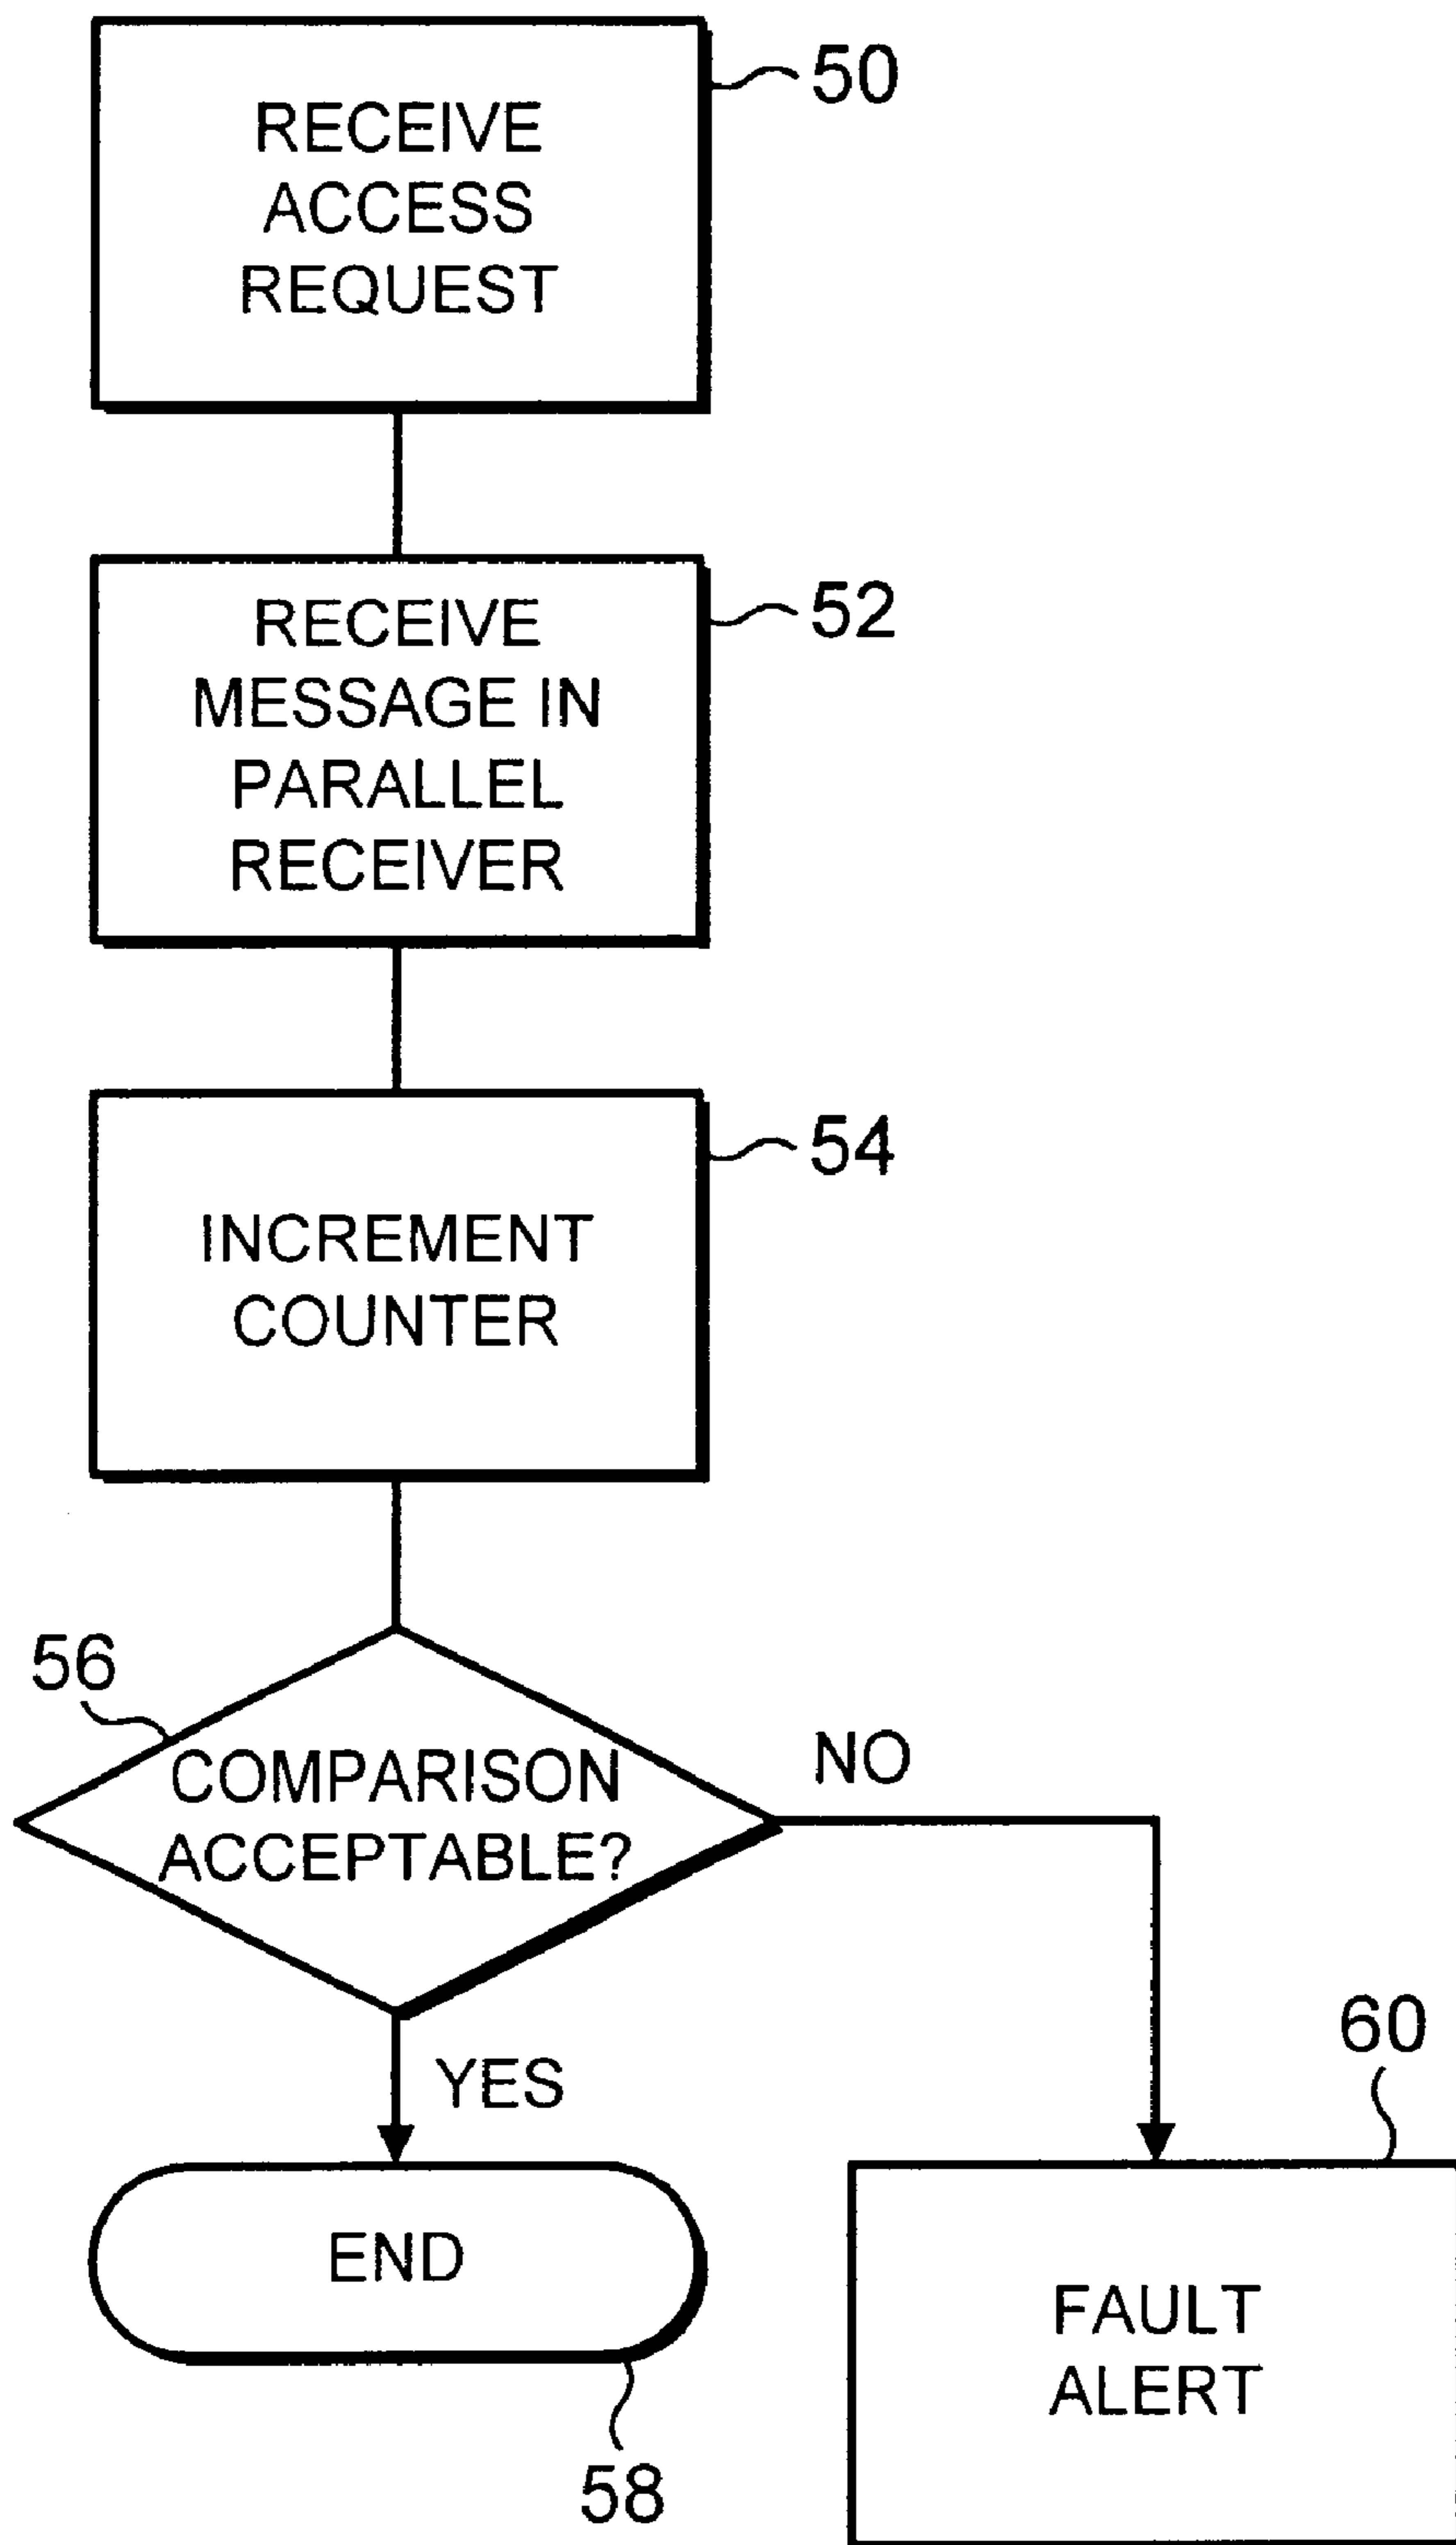 RECEIVE
ACCESS
REQUEST
50
RECEIVE
MESSAGE IN
PARALLEL
RECEIVER
52
INCREMENT
COUNTER
54
56
COMPARISON
ACCEPTABLE?
NO
YES
60
END
58
FAULT
ALERT